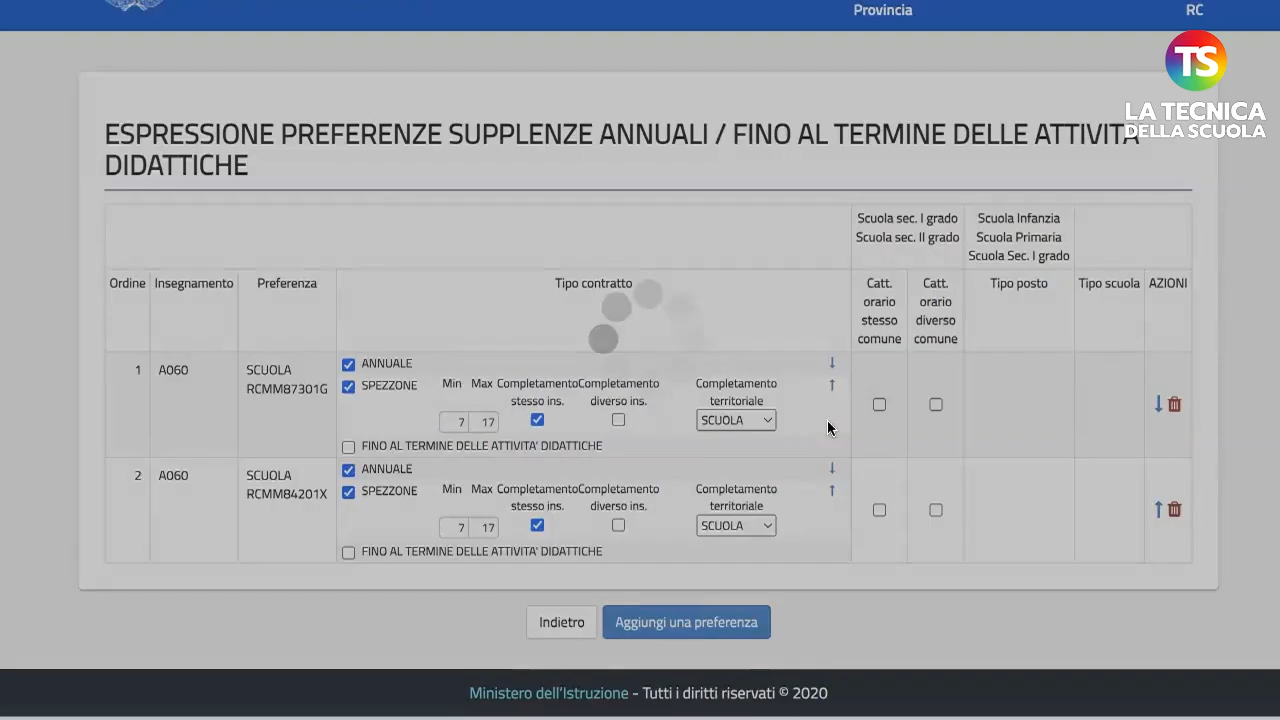 Provincia RC
TS
LA TECNICA
DELLA SCUOLA
ESPRESSIONE PREFERENZE SUPPLENZE ANNUALI / FINO AL TERMINE DELLE ATTIVITA'
DIDATTICHE
Scuola sec. I grado
Scuola sec. II grado
Scuola Infanzia
Scuola Primaria
Scuola Sec. I grado
Ordine Insegnamento Preferenza Tipo contratto
Catt.
orario
stesso
comune
Catt.
orario
diverso
comune
Tipo posto Tipo scuola AZIONI
1 A060
SCUOLA
RCMM87301G
ANNUALE
SPEZZONE
Min Max
Completamento
stesso ins.
Completamento
diverso ins.
Completamento
territoriale
7 17
SCUOLA
FINO AL TERMINE DELLE ATTIVITA' DIDATTICHE
2 A060
SCUOLA
RCMM84201X
ANNUALE
SPEZZONE
Min Max
Completamento
stesso ins.
Completamento
diverso ins.
Completamento
territoriale
7 17
SCUOLA
FINO AL TERMINE DELLE ATTIVITA' DIDATTICHE
Indietro
Aggiungi una preferenza
Ministero dell'Istruzione - Tutti i diritti riservati © 2020